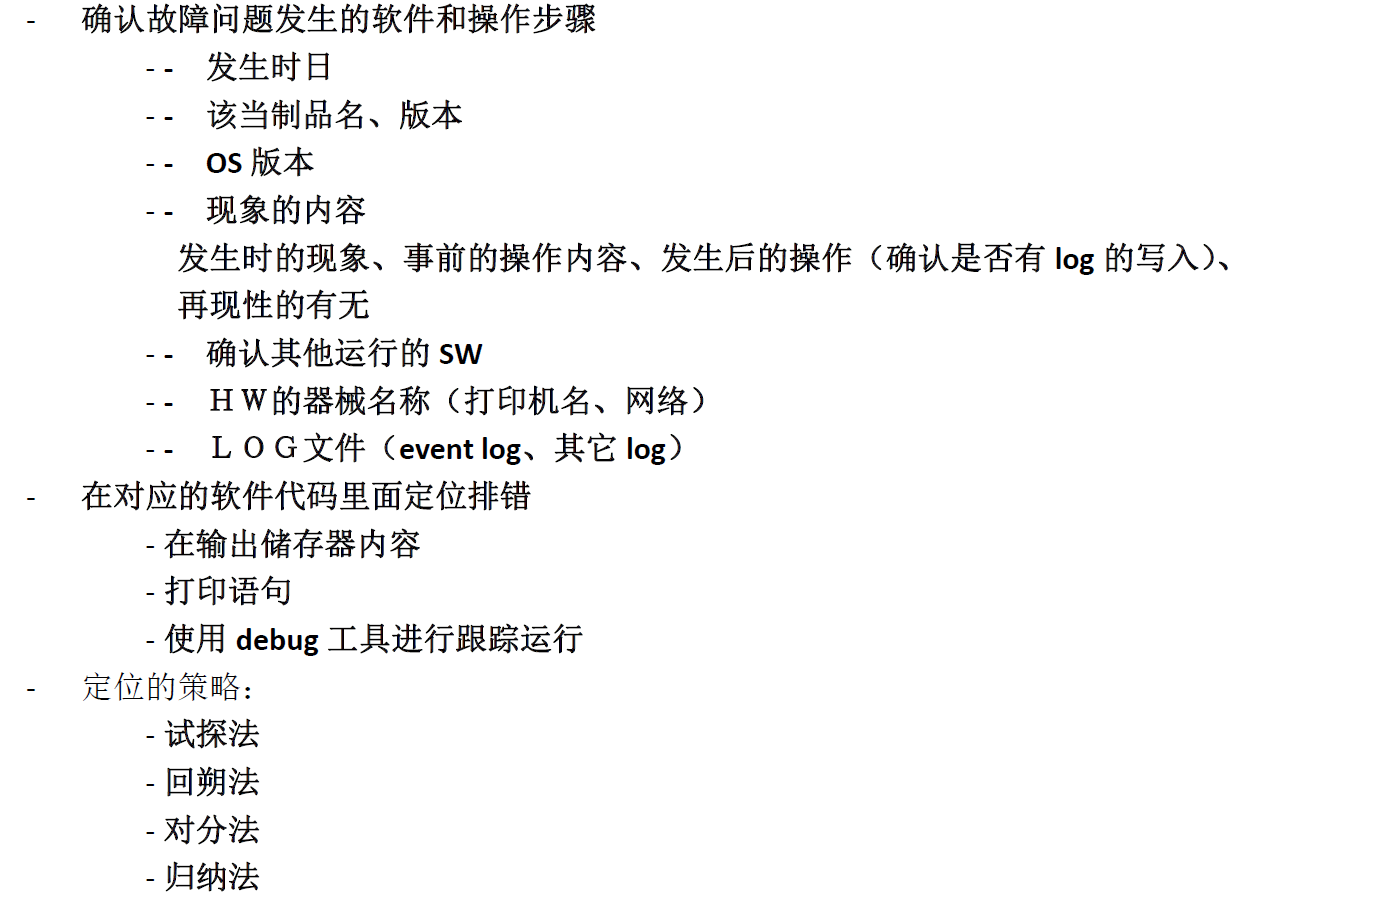 - 确认故障问题发生的软件和操作步骤
-- 发生时日
-- 该当制品名、版本
-- OS 版本
-- 现象的内容
发生时的现象、事前的操作内容、发生后的操作（确认是否有 log 的写入）、
再现性的有无
-- 确认其他运行的 SW
-- ＨＷ的器械名称（打印机名、网络）
-- ＬＯＧ文件（event log、其它 log）
- 在对应的软件代码里面定位排错
- 在输出储存器内容
- 打印语句
- 使用 debug 工具进行跟踪运行
- 定位的策略：
- 试探法
- 回朔法
- 对分法
- 归纳法